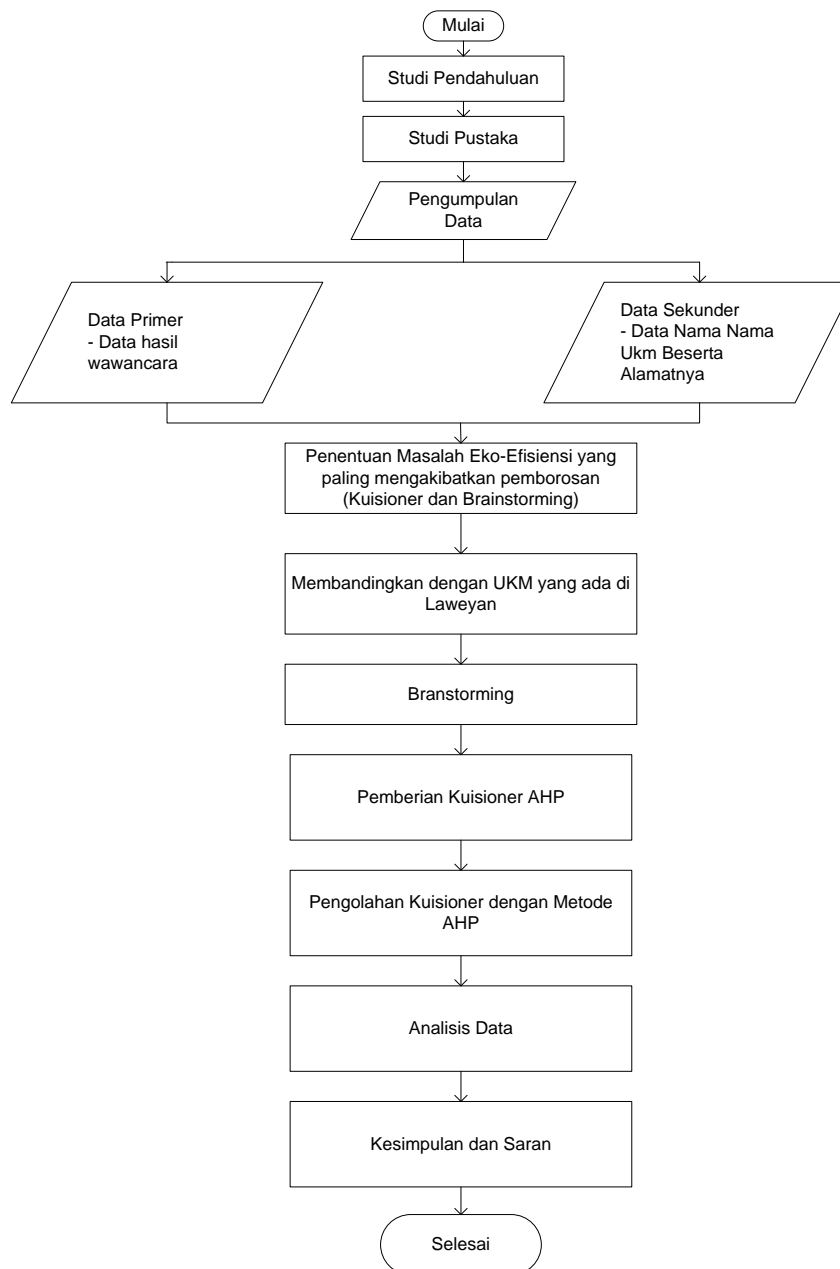 Mulai
Studi Pendahuluan
Studi Pustaka
Pengumpulan
Data
Data Primer
- Data hasil
wawancara
Data Sekunder
- Data Nama Nama
Ukm Beserta
Alamatnya
Penentuan Masalah Eko-Efisiensi yang
paling mengakibatkan pemborosan
(Kuisioner dan Brainstorming)
Membandingkan dengan UKM yang ada di
Laweyan
Branstorming
Pemberian Kuisioner AHP
Pengolahan Kuisioner dengan Metode
AHP
Analisis Data
Kesimpulan dan Saran
Selesai